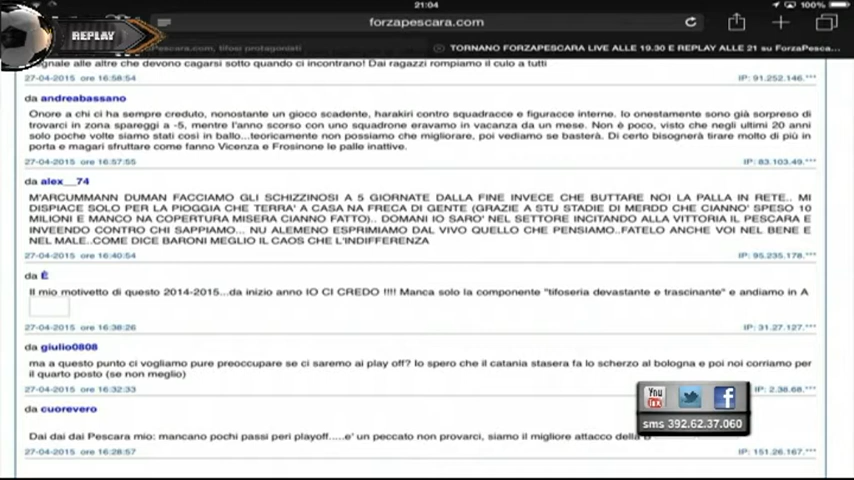 21:04
100%
forzapescara.com
REPLAY
Pescara.com, tifosi protagonisti
TORNANO FORZAPESCARA LIVE ALLE 19.30 E REPLAY ALLE 21 su ForzaPesca...
alle altre che devono cagarsi sotto quando ci incontrano! Dai ragazzi rompiamo il culo a tutti
27-04-2015 ore 16:58:54 IP: 91.252.146.***
da andreabassano
Onore a chi ci ha sempre creduto, nonostante un gioco scadente, harakiri contro squadracce e figuracce interne. Io onestamente sono già sorpreso di
trovarci in zona spareggi a -5, mentre l'anno scorso con uno squadrone eravamo in vacanza da un mese. Non è poco, visto che negli ultimi 20 anni
solo poche volte siamo stati così in ballo...teoricamente non possiamo che migliorare, poi vediamo se basterà. Di certo bisognerà tirare molto di più in
porta e magari sfruttare come fanno Vicenza e Frosinone le palle inattive.
27-04-2015 ore 16:57:55 IP: 83.103.49.***
da alex__74
M'ARCUMMANN DUMAN FACCIAMO GLI SCHIZZINOSI A 5 GIORNATE DALLA FINE INVECE CHE BUTTARE NOI LA PALLA IN RETE.. MI
DISPIACE SOLO PER LA PIOGGIA CHE TERRA' A CASA NA FRECA DI GENTE (GRAZIE A STU STADIE DI MERDD CHE CIANNO' SPESO 10
MILIONI E MANCO NA COPERTURA MISERA CIANNO FATTO).. DOMANI IO SARO' NEL SETTORE INCITANDO ALLA VITTORIA IL PESCARA E
INVEENDO CONTRO CHI SAPPIAMO... NU ALEMENO ESPRIMIAMO DAL VIVO QUELLO CHE PENSIAMO..FATELO ANCHE VOI NEL BENE E
NEL MALE..COME DICE BARONI MEGLIO IL CAOS CHE L'INDIFFERENZA
27-04-2015 ore 16:40:54 IP: 95.235.178.***
da È
Il mio motivetto di questo 2014-2015...da inizio anno IO CI CREDO !!!! Manca solo la componente "tifoseria devastante e trascinante" e andiamo in A
27-04-2015 ore 16:38:26 IP: 31.27.127.***
da giulio0808
ma a questo punto ci vogliamo pure preoccupare se ci saremo ai play off? Io spero che il catania stasera fa lo scherzo al bologna e poi noi corriamo per
il quarto posto (se non meglio)
27-04-2015 ore 16:32:33 IP: 2.38.68.***
da cuorevero
You
sms 392.62.37.060
Dai dai dai Pescara mio: mancano pochi passi peri playoff.....e' un peccato non provarci, siamo il migliore attacco della B
27-04-2015 ore 16:28:57 IP: 151.26.167.***